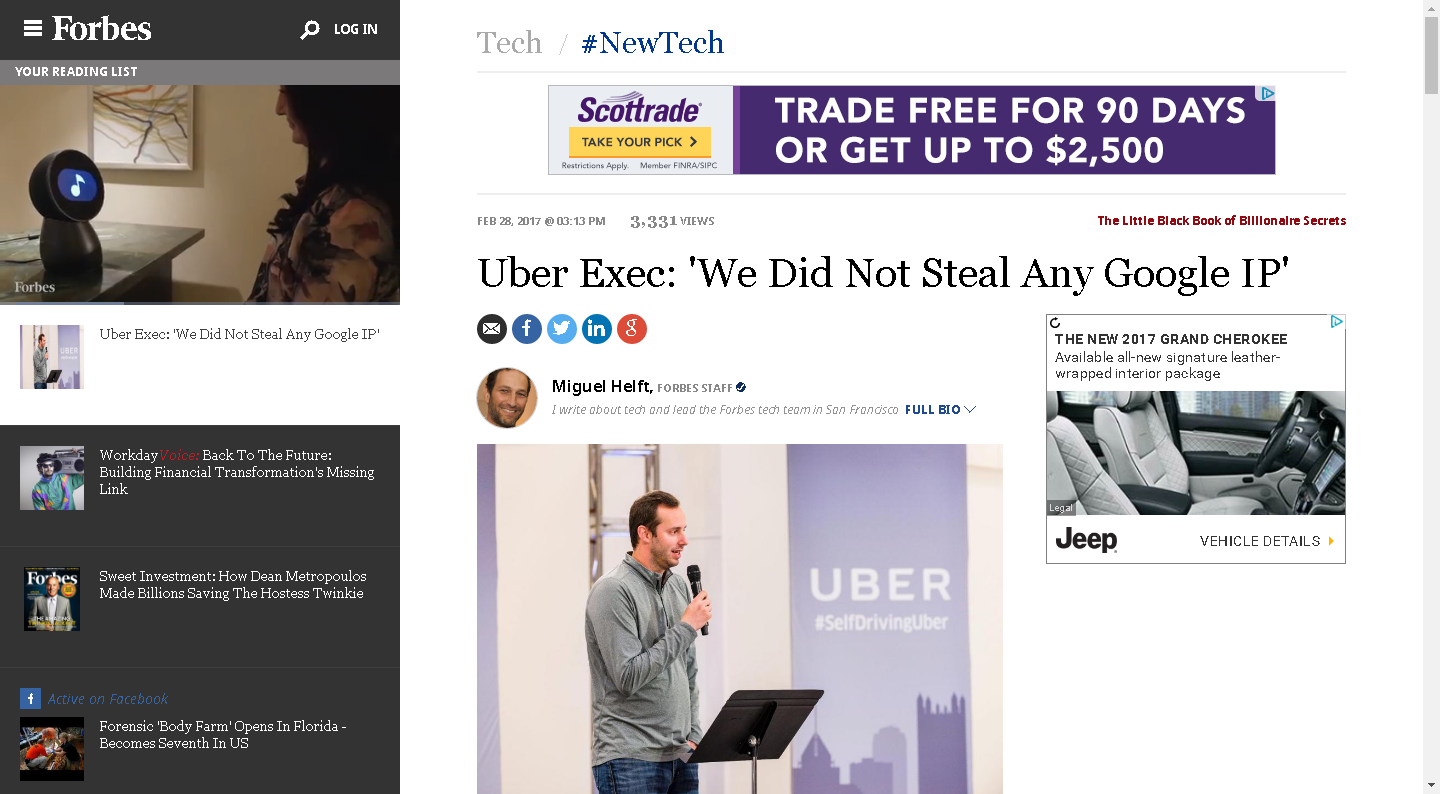 Forbes
LOG IN
YOUR READING LIST
Forbes
Uber Exec: 'We Did Not Steal Any Google IP'
WorkdayVoice: Back To The Future:
Building Financial Transformation's Missing
Link
Forbes
Sweet Investment: How Dean Metropoulos
Made Billions Saving The Hostess Twinkie
Active on Facebook
Forensic 'Body Farm' Opens In Florida -
Becomes Seventh In US
Tech / #NewTech
Scottrade
TAKE YOUR PICK >
Restrictions Apply. Member FINRA/SIPC
TRADE FREE FOR 90 DAYS
OR GET UP TO $2,500
FEB 28, 2017 @ 03:13 PM 3,331 VIEWS
The Little Black Book of Billionaire Secrets
Uber Exec: 'We Did Not Steal Any Google IP'
Miguel Helft, FORBES STAFF
I write about tech and lead the Forbes tech team in San Francisco FULL BIO
UBER
#SelfDrivingUber
THE NEW 2017 GRAND CHEROKEE
Available all-new signature leather-
wrapped interior package
Legal
Jeep
VEHICLE DETAILS